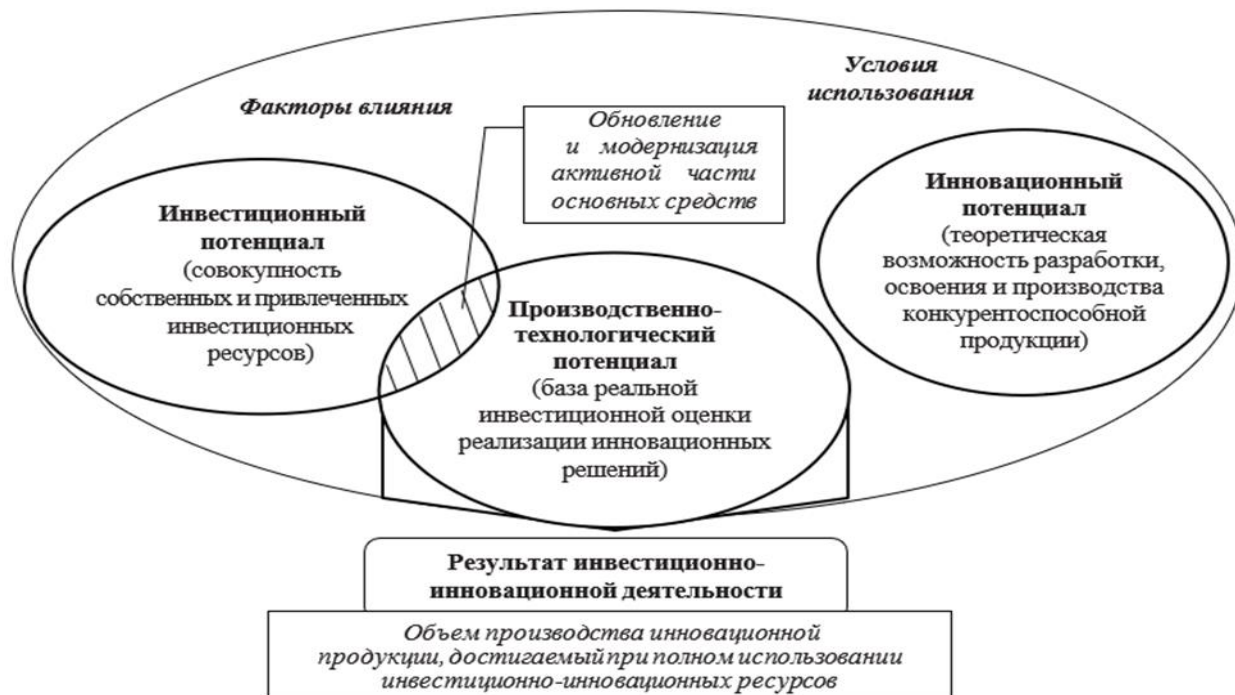 Условия
использования
Факторы влияния
Обновление
и модернизация
активной части
основных средств
Инвестиционный
потенциал
(совокупность
собственных и привлеченных
инвестиционных
ресурсов)
Производственно-
технологический
потенциал
(база реальной
инвестиционной оценки
реализации инновационных
решений)
Инновационный
потенциал
(теоретическая
возможность разработки,
освоения и производства
конкурентоспособной
продукции)
Результат инвестиционно-
инновационной деятельности
Объем производства инновационной
продукции, достигаемый при полном использовании
инвестиционно-инновационных ресурсов